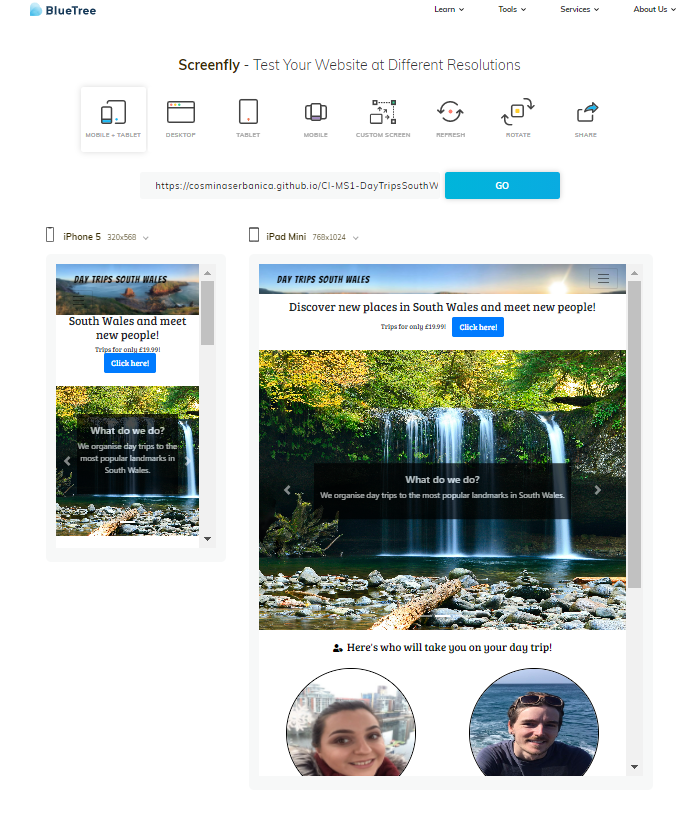 BlueTree
Learn Tools Services About Us
Screenfly - Test Your Website at Different Resolutions
MOBILE + TABLET DESKTOP TABLET MOBILE CUSTOM SCREEN REFRESH ROTATE SHARE
https://cosminaserbanica.github.io/CI-MS1-DayTripsSouthW GO
iPhone 5 320x568
DAY TRIPS SOUTH WALES
South Wales and meet
new people!
Trips for only £19.99!
Click here!
What do we do?
We organise day trips to the
most popular landmarks in
South Wales.
iPad Mini 768x1024
DAY TRIPS SOUTH WALES
Discover new places in South Wales and meet new people!
Trips for only £19.99! Click here!
What do we do?
We organise day trips to the most popular landmarks in South Wales.
Here's who will take you on your day trip!